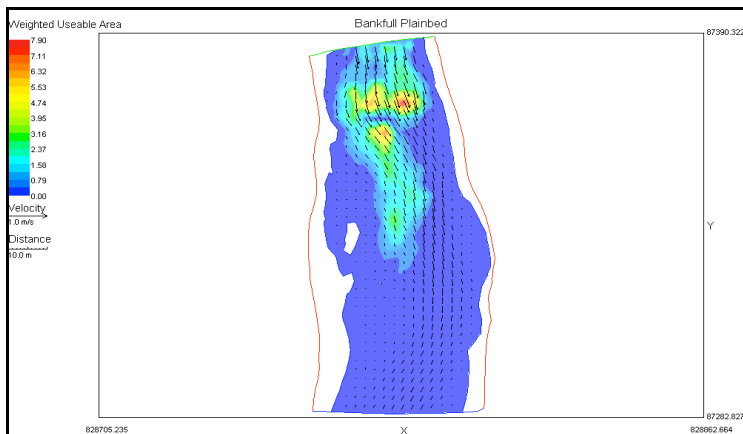 Bankfull Plainbed
Weighted Useable Area
7.90
7.11
6.32
5.53
4.74
3.95
3.16
2.37
1.58
0.79
0.00
Velocity
1.0 m/s
Distance
10.0 m
87390.322
Y
87282.827
828705.235
X
828862.664